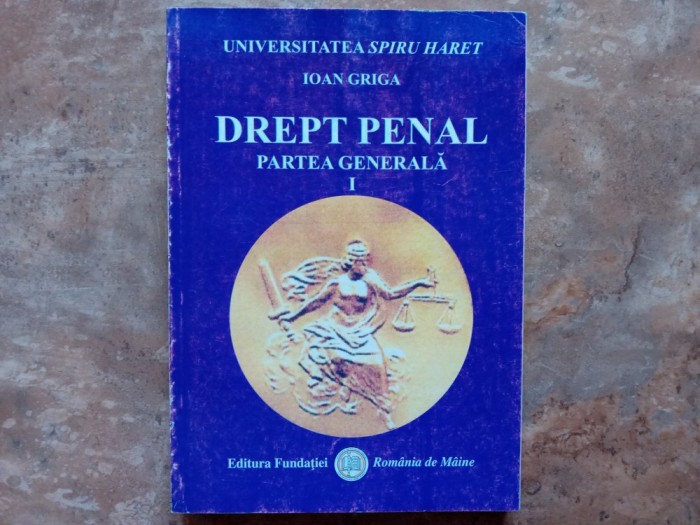 UNIVERSITATEA SPIRU HARET
IOAN GRIGA
DREPT PENAL
PARTEA GENERALĂ
I
Editura Fundației România de Mâine